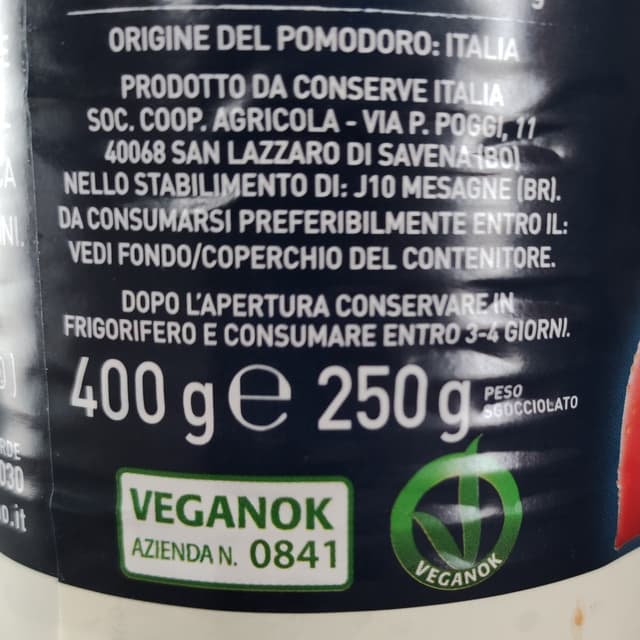 ORIGINE DEL POMODORO: ITALIA
PRODOTTO DA CONSERVE ITALIA
SOC. COOP. AGRICOLA - VIA P. POGGI, 11
40068 SAN LAZZARO DI SAVENA (BO)
NELLO STABILIMENTO DI: J10 MESAGNE (BR).
DA CONSUMARSI PREFERIBILMENTE ENTRO IL:
VEDI FONDO/COPERCHIO DEL CONTENITORE.
DOPO L'APERTURA CONSERVARE IN
FRIGORIFERO E CONSUMARE ENTRO 3-4 GIORNI.
400 g ℮ 250 g PESO
SGOCCIOLATO
VEGANOK
AZIENDA N. 0841
VEGANOK